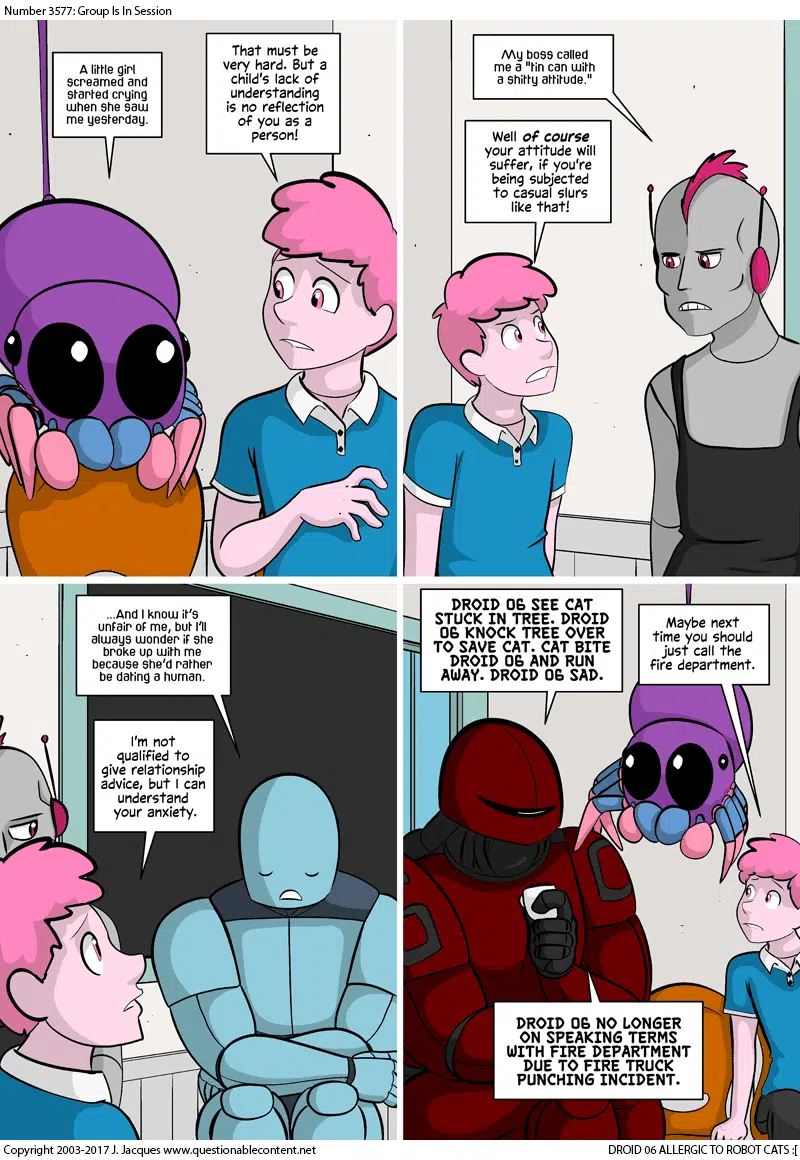 Number 3577: Group Is In Session
A little girl
screamed and
started crying
when she saw
me yesterday.
That must be
very hard. But a
child's lack of
understanding
is no reflection
of you as a
person!
My boss called
me a "tin can with
a shitty attitude."
Well of course
your attitude will
suffer, if you're
being subjected
to casual slurs
like that!
...And I know it's
unfair of me, but I'll
always wonder if she
broke up with me
because she'd rather
be dating a human.
I'm not
qualified to
give relationship
advice, but I can
understand
your anxiety.
DROID 06 SEE CAT
STUCK IN TREE. DROID
06 KNOCK TREE OVER
TO SAVE CAT. CAT BITE
DROID 06 AND RUN
AWAY. DROID 06 SAD.
Maybe next
time you should
just call the
fire department.
DROID 06 NO LONGER
ON SPEAKING TERMS
WITH FIRE DEPARTMENT
DUE TO FIRE TRUCK
PUNCHING INCIDENT.
Copyright 2003-2017 J. Jacques www.questionablecontent.net
DROID 06 ALLERGIC TO ROBOT CATS :[